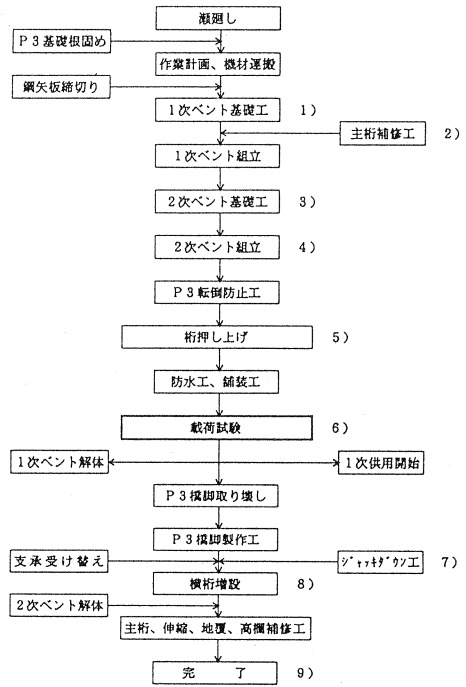 瀬廻し
P3基礎根固め
作業計画、機材運搬
鋼矢板締切り
1次ベント基礎工 1)
主桁補修工 2)
1次ベント組立
2次ベント基礎工 3)
2次ベント組立 4)
P3転倒防止工
桁押し上げ 5)
防水工、舗装工
載荷試験 6)
1次ベント解体
1次供用開始
P3橋脚取り壊し
P3橋脚製作工
支承受け替え
ジャッキダウン工 7)
横桁増設 8)
2次ベント解体
主桁、伸縮、地覆、高欄補修工
完 了 9)